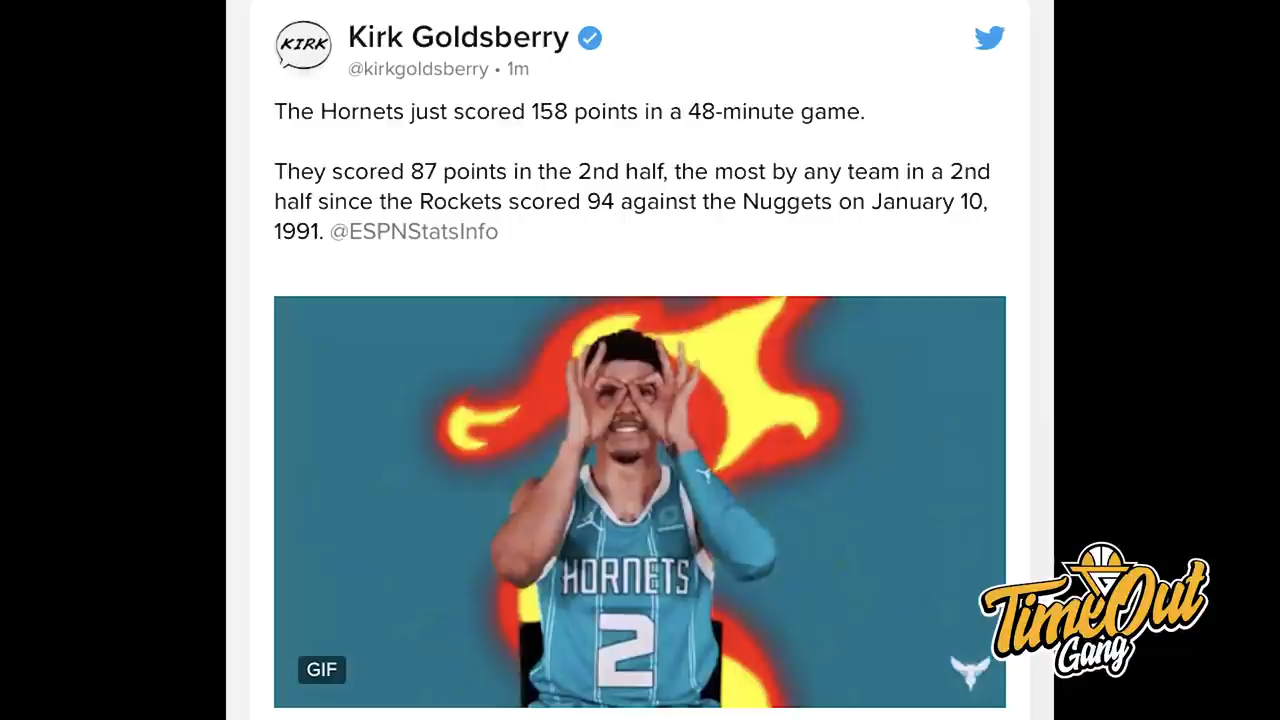 KIRK
Kirk Goldsberry
@kirkgoldsberry • 1m
The Hornets just scored 158 points in a 48-minute game.
They scored 87 points in the 2nd half, the most by any team in a 2nd
half since the Rockets scored 94 against the Nuggets on January 10,
1991. @ESPNStatsInfo
HORNETS
2
GIF
TimeOut
Gang